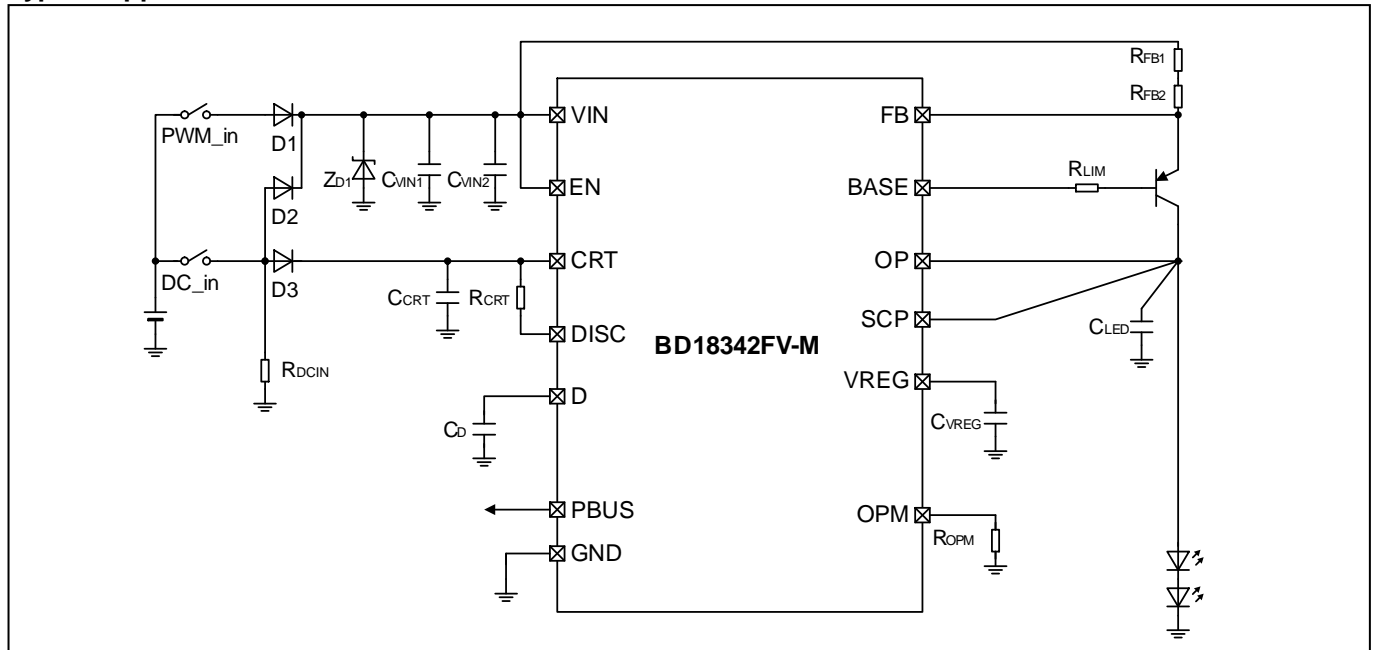 RFB1
RFB2
PWM_in
D1
VIN
FB
ZD1
CVIN1
CVIN2
RLIM
EN
BASE
D2
DC_in
D3
CRT
OP
CCRT
RCRT
SCP
CLED
DISC
BD18342FV-M
RDCIN
VREG
D
CD
CVREG
PBUS
OPM
ROPM
GND